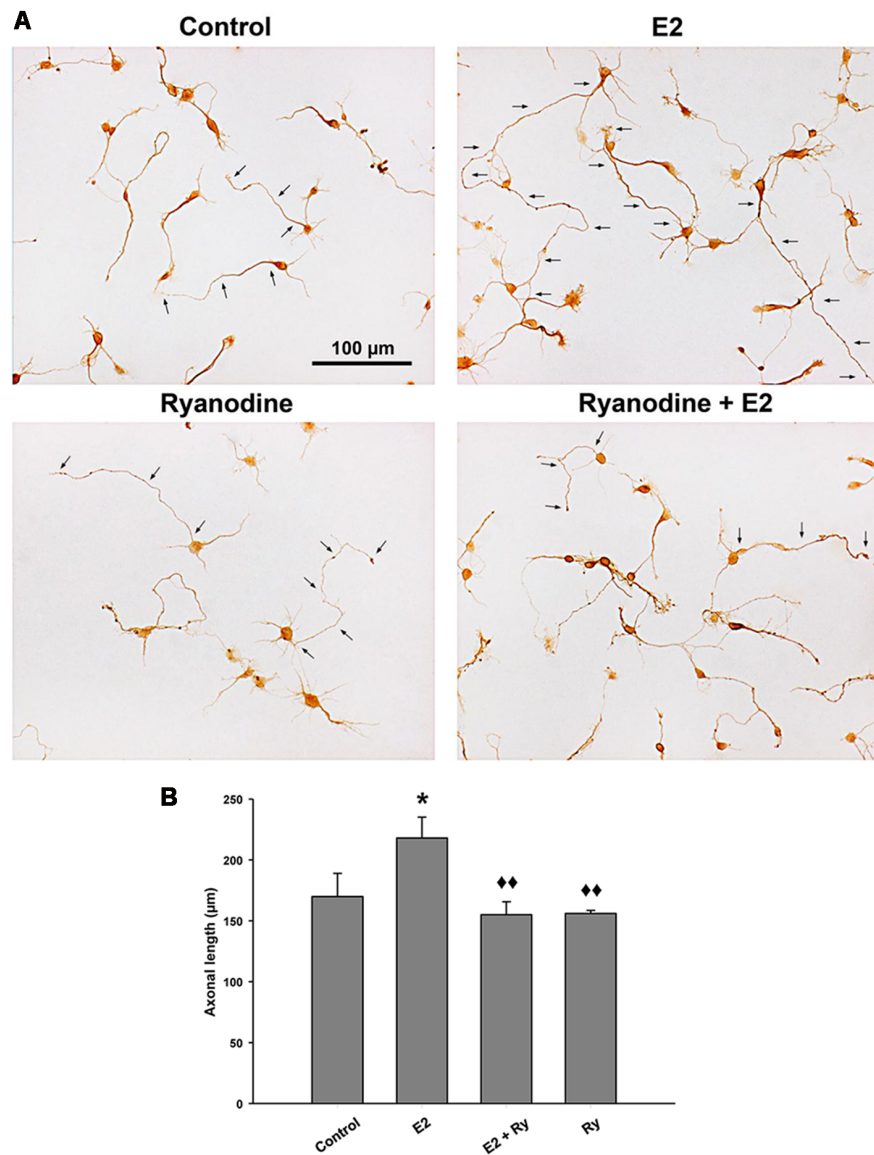 A
Control
E2
100 µm
Ryanodine
Ryanodine + E2
B
Axonal length (µm)
250
200
150
100
50
0
*
♦♦
♦♦
Control
E2
E2 + Ry
Ry